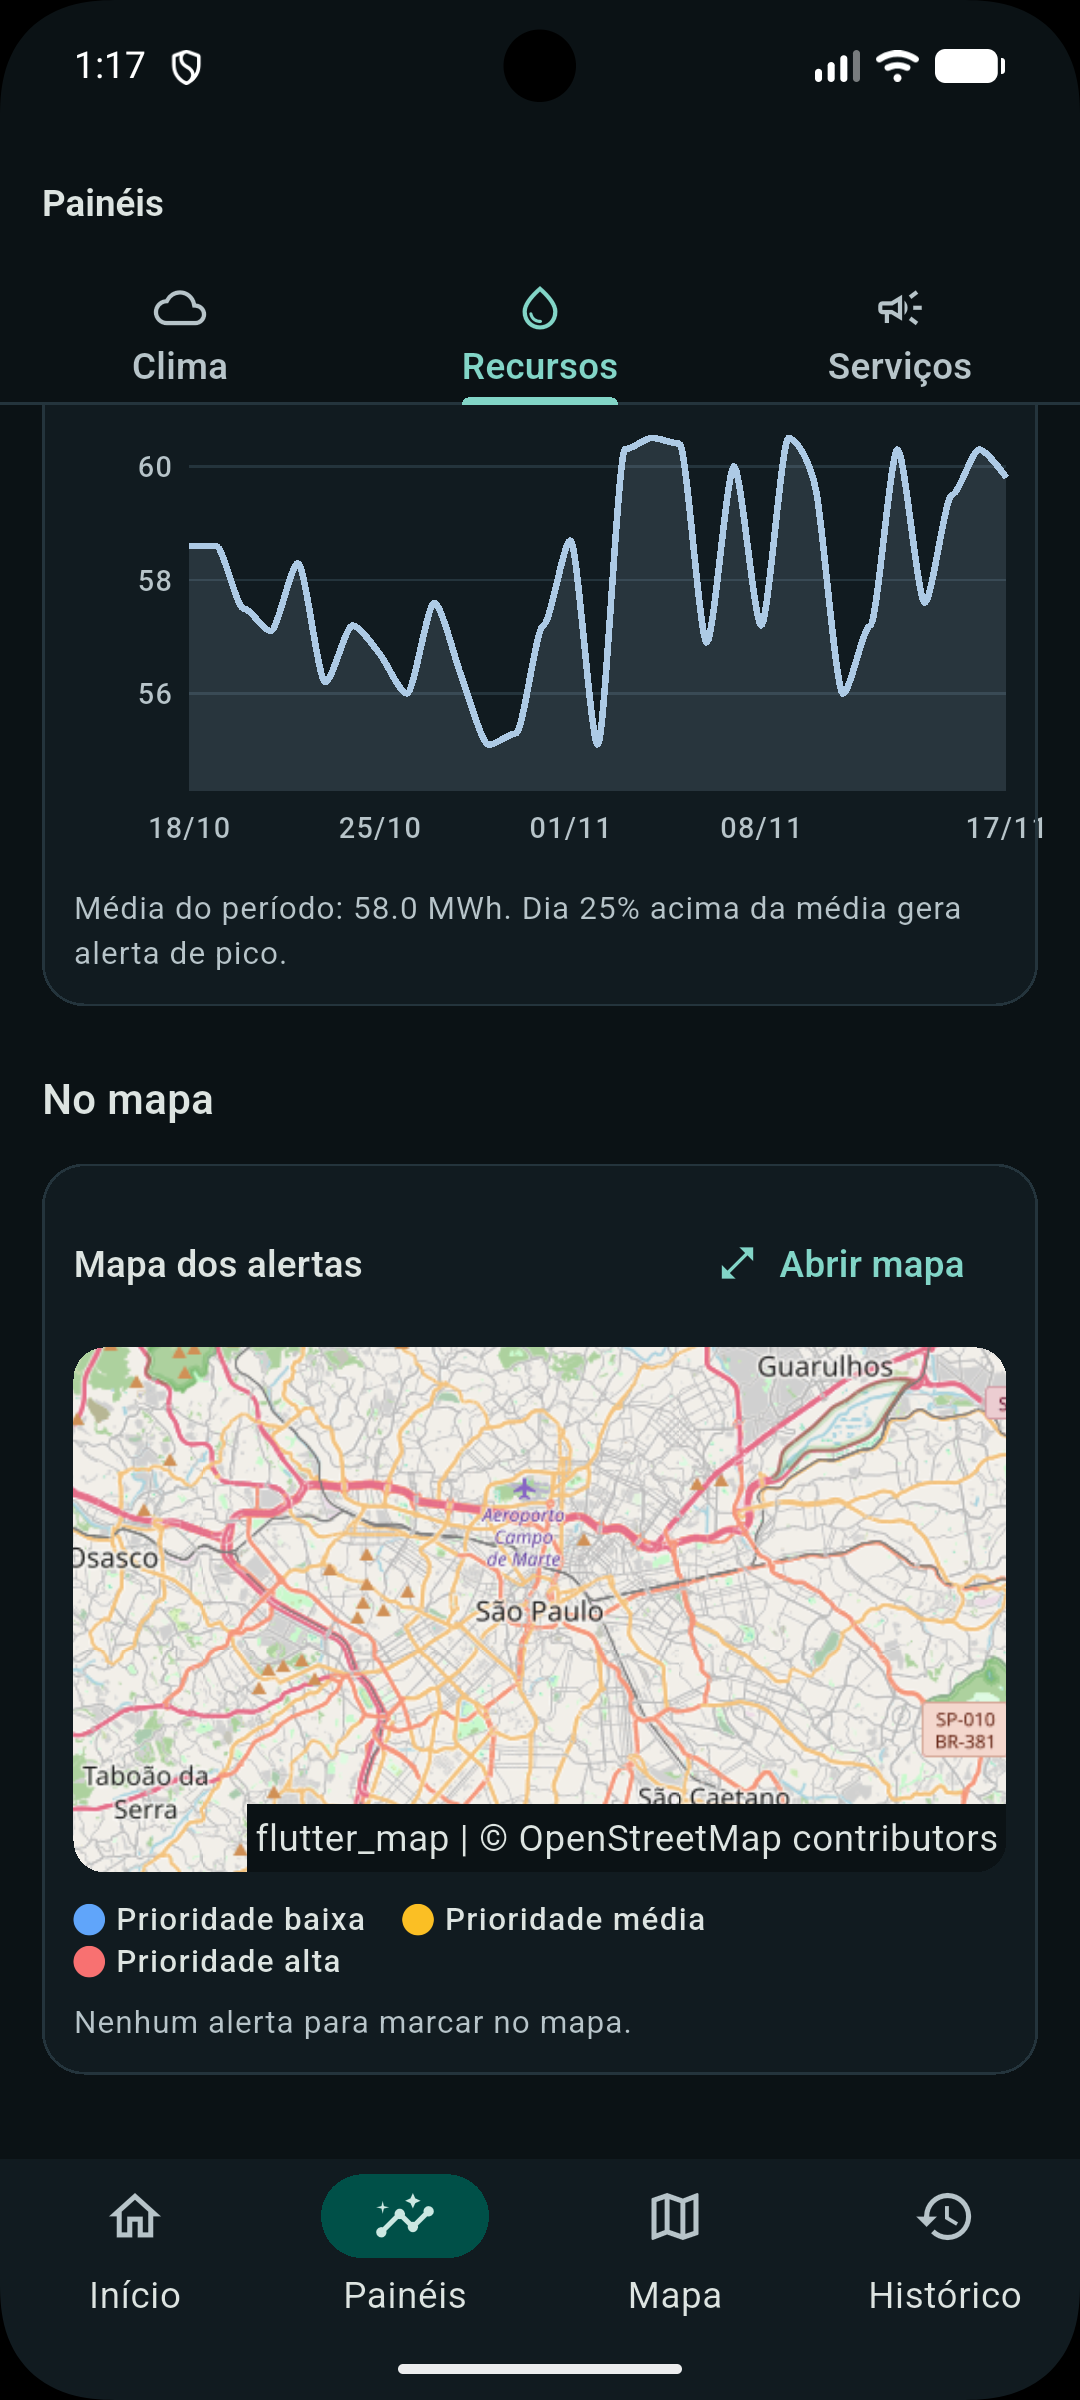 1:17
Painéis
Clima
Recursos
Serviços
60
58
56
18/10
25/10
01/11
08/11
17/11
Média do período: 58.0 MWh. Dia 25% acima da média gera
alerta de pico.
No mapa
Mapa dos alertas
Abrir mapa
Guarulhos
Aeroporto
Campo
de Marte
Osasco
São Paulo
SP-010
BR-381
Taboão da
Serra
São Caetano
flutter_map | © OpenStreetMap contributors
Prioridade baixa
Prioridade média
Prioridade alta
Nenhum alerta para marcar no mapa.
Início
Painéis
Mapa
Histórico